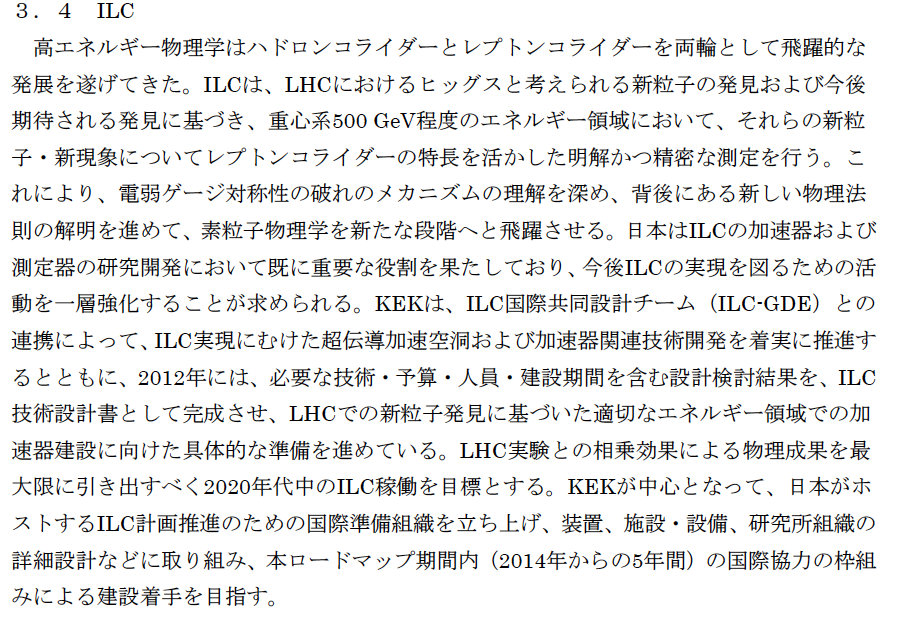 ３．４　ILC
　高エネルギー物理学はハドロンコライダーとレプトンコライダーを両輪として飛躍的な
発展を遂げてきた。ILCは、LHCにおけるヒッグスと考えられる新粒子の発見および今後
期待される発見に基づき、重心系500 GeV程度のエネルギー領域において、それらの新粒
子・新現象についてレプトンコライダーの特長を活かした明解かつ精密な測定を行う。こ
れにより、電弱ゲージ対称性の破れのメカニズムの理解を深め、背後にある新しい物理法
則の解明を進めて、素粒子物理学を新たな段階へと飛躍させる。日本はILCの加速器および
測定器の研究開発において既に重要な役割を果たしており、今後ILCの実現を図るための活
動を一層強化することが求められる。KEKは、ILC国際共同設計チーム（ILC-GDE）との
連携によって、ILC実現にむけた超伝導加速空洞および加速器関連技術開発を着実に推進す
るとともに、2012年には、必要な技術・予算・人員・建設期間を含む設計検討結果を、ILC
技術設計書として完成させ、LHCでの新粒子発見に基づいた適切なエネルギー領域での加
速器建設に向けた具体的な準備を進めている。LHC実験との相乗効果による物理成果を最
大限に引き出すべく2020年代中のILC稼働を目標とする。KEKが中心となって、日本がホ
ストするILC計画推進のための国際準備組織を立ち上げ、装置、施設・設備、研究所組織の
詳細設計などに取り組み、本ロードマップ期間内（2014年からの5年間）の国際協力の枠組
みによる建設着手を目指す。